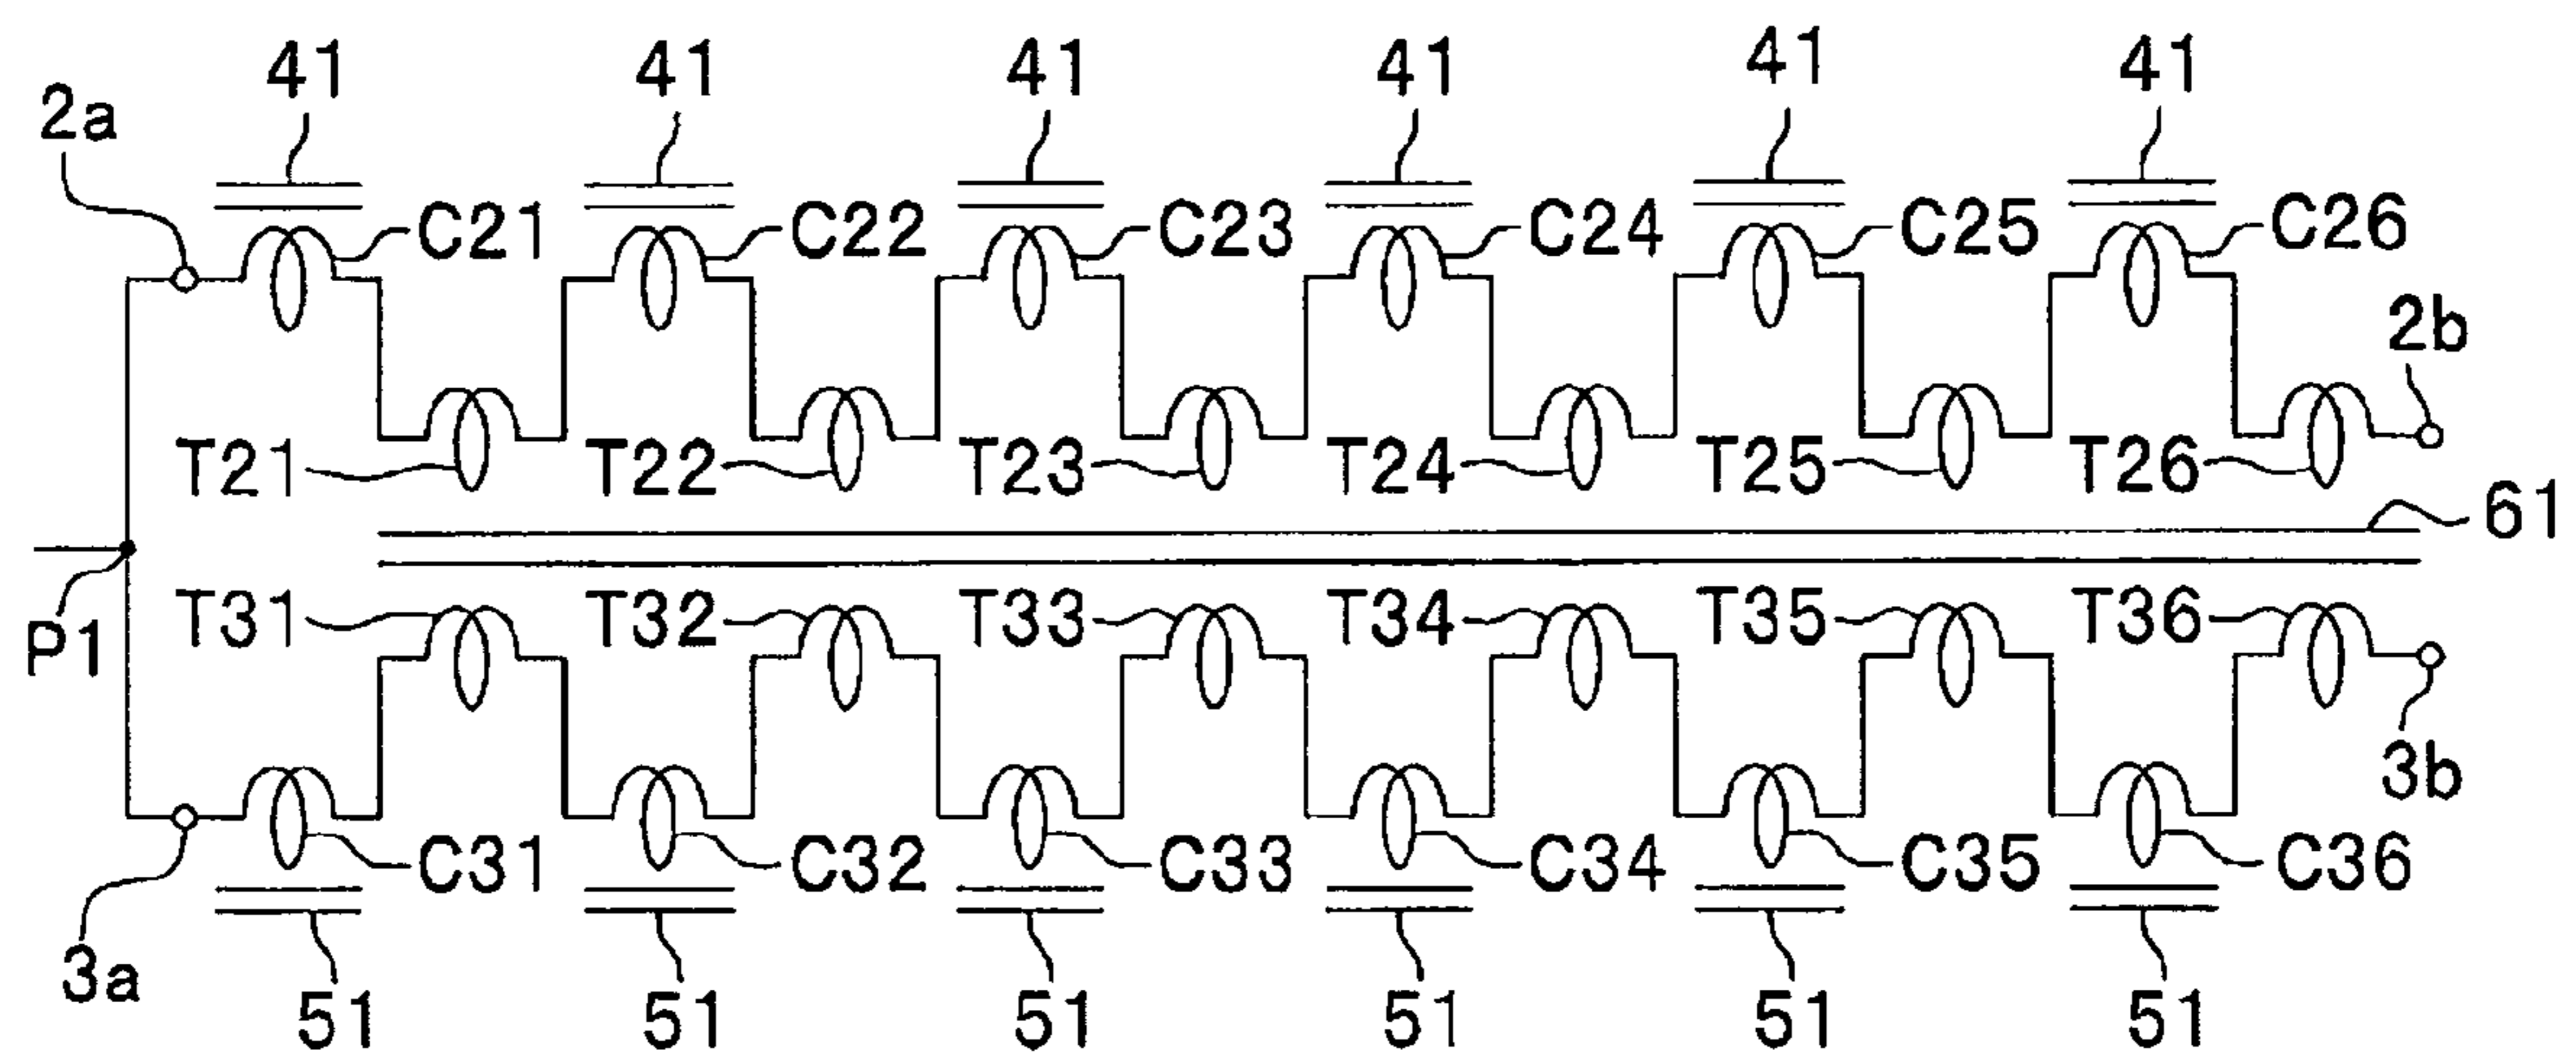 41 41 41 41 41 41
2a
C21 C22 C23 C24 C25 C26
2b
T21 T22 T23 T24 T25 T26
61
T31 T32 T33 T34 T35 T36
P1
3b
C31 C32 C33 C34 C35 C36
3a
51 51 51 51 51 51